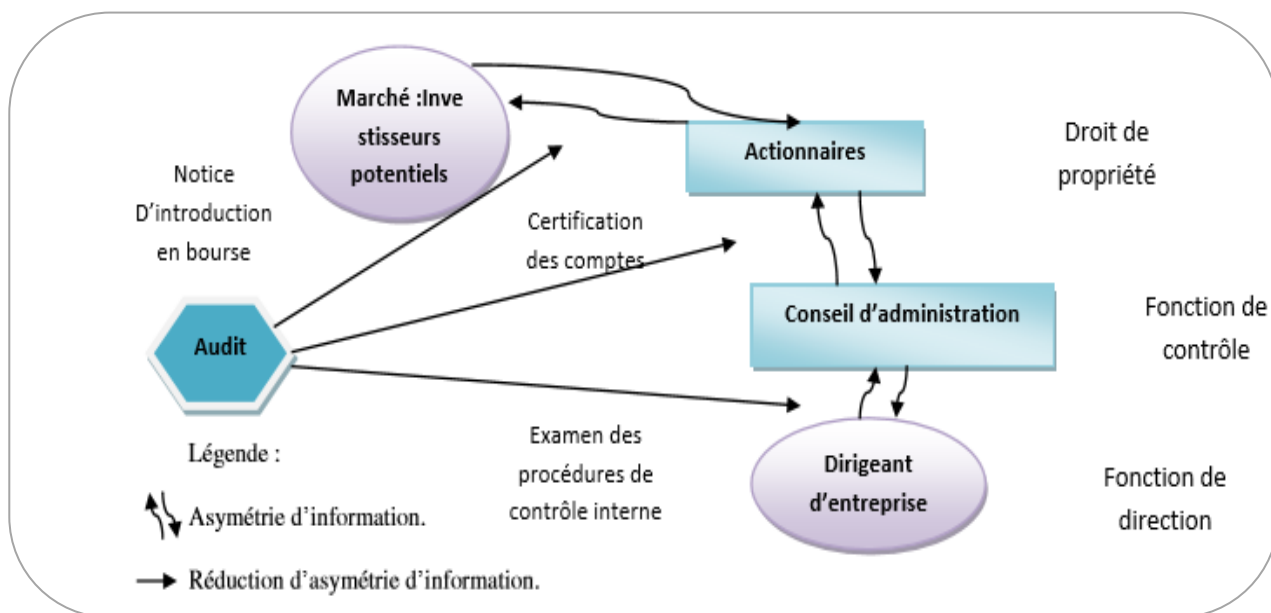 Marché :Inve
stisseurs
potentiels
Actionnaires
Droit de
propriété
Notice
D’introduction
en bourse
Certification
des comptes
Conseil d’administration
Fonction de
contrôle
Audit
Examen des
procédures de
contrôle interne
Dirigeant
d’entreprise
Fonction de
direction
Légende :
Asymétrie d’information.
Réduction d’asymétrie d’information.